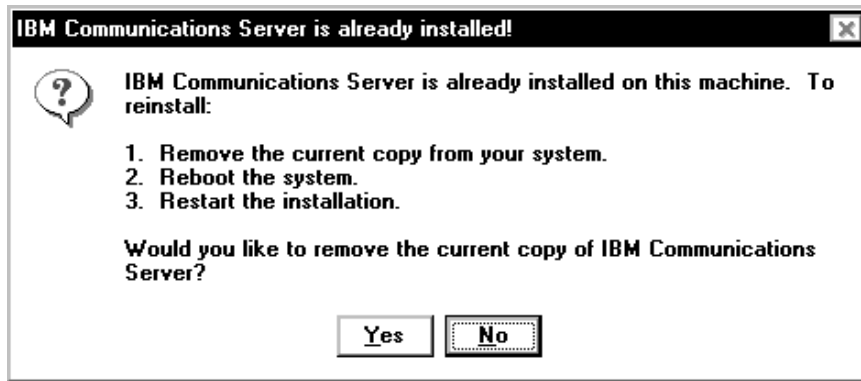 IBM Communications Server is already installed!
IBM Communications Server is already installed on this machine.  To
reinstall:
1.  Remove the current copy from your system.
2.  Reboot the system.
3.  Restart the installation.
Would you like to remove the current copy of IBM Communications
Server?
Yes No